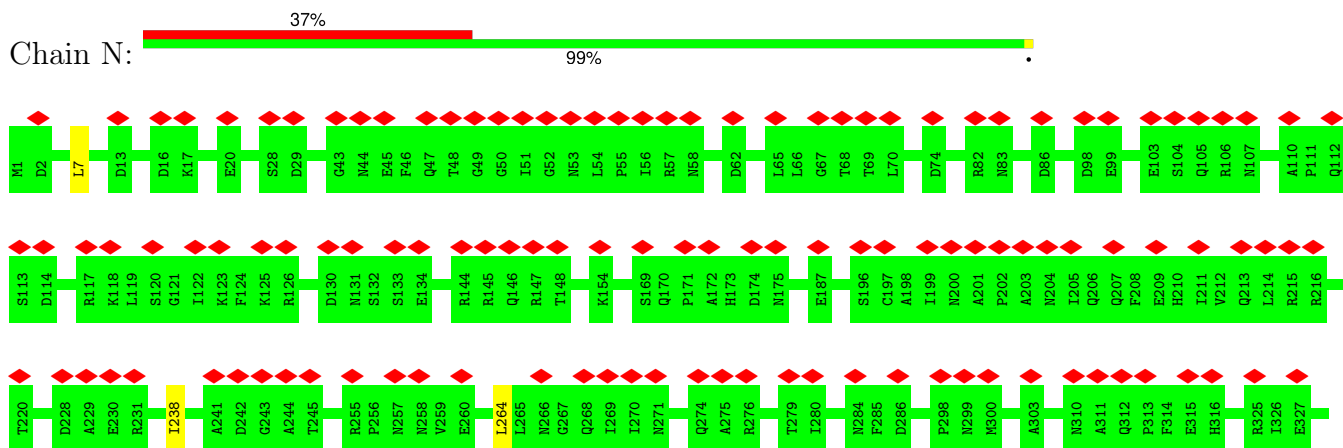 37%
Chain N:
99%
.
M1 D2 L7 D13 D16 K17 E20 S28 D29 G43 N44 E45 F46 Q47 T48 G49 G50 I51 G52 N53 L54 P55 I56 R57 N58 D62 L65 L66 G67 T68 T69 L70 D74 R82 N83 D86 D98 E99 E103 S104 Q105 R106 N107 A110 P111 Q112
S113 D114 R117 K118 L119 S120 G121 I122 K123 F124 K125 R126 D130 N131 S132 S133 E134 R144 R145 Q146 R147 T148 K154 S169 Q170 P171 A172 H173 D174 N175 E187 S196 C197 A198 I199 N200 A201 P202 A203 N204 I205 Q206 Q207 F208 E209 H210 I211 V212 Q213 L214 R215 R216
T220 D228 A229 E230 R231 I238 A241 D242 G243 A244 T245 R255 P256 N257 N258 V259 E260 L264 L265 N266 G267 Q268 I269 I270 N271 Q274 A275 R276 T279 I280 N284 F285 D286 P298 N299 M300 A303 N310 A311 Q312 P313 F314 E315 H316 R325 I326 E327